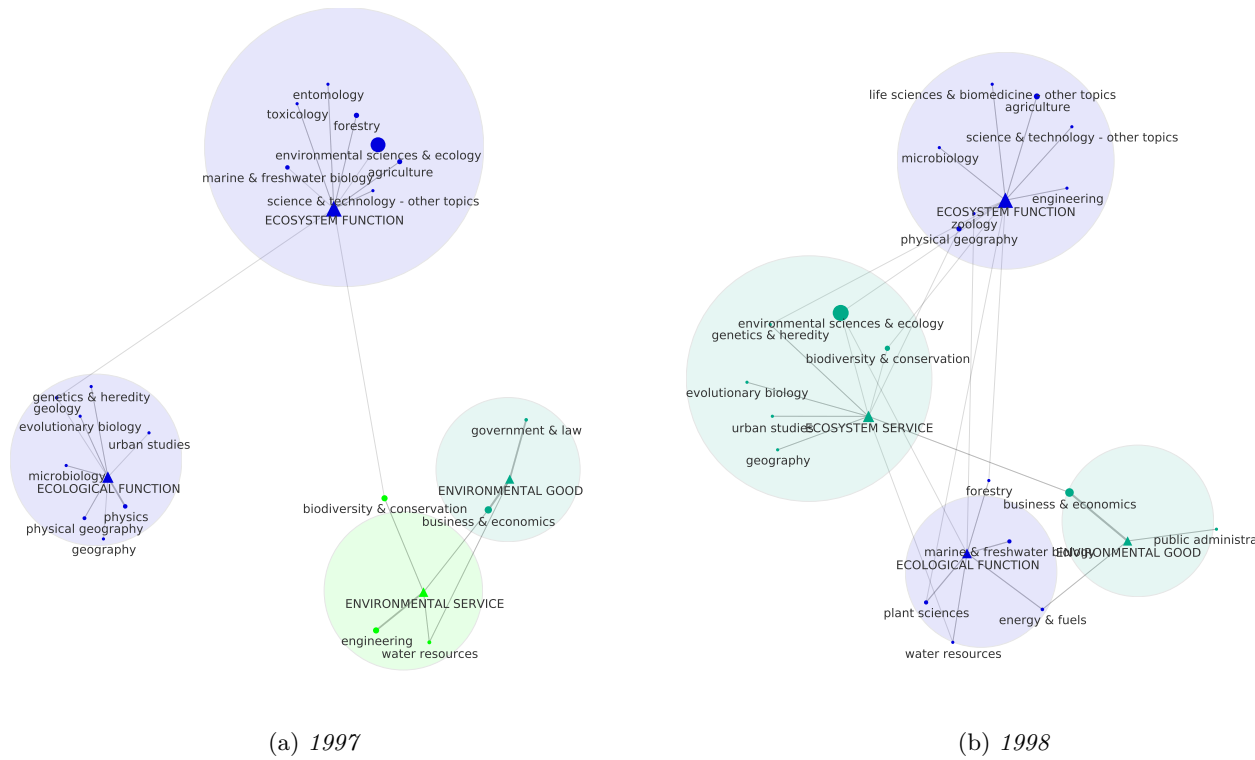 entomology
toxicology
forestry
environmental sciences & ecology
agriculture
marine & freshwater biology
science & technology - other topics
ECOSYSTEM FUNCTION
genetics & heredity
geology
evolutionary biology
urban studies
microbiology
ECOLOGICAL FUNCTION
physics
physical geography
geography
government & law
ENVIRONMENTAL GOOD
biodiversity & conservation
business & economics
ENVIRONMENTAL SERVICE
engineering
water resources
(a) 1997
life sciences & biomedicine - other topics
agriculture
science & technology - other topics
microbiology
engineering
ECOSYSTEM FUNCTION
zoology
physical geography
environmental sciences & ecology
genetics & heredity
biodiversity & conservation
evolutionary biology
urban studies
ECOSYSTEM SERVICE
geography
forestry
business & economics
public administra
marine & freshwater biology
ENVIRONMENTAL GOOD
ECOLOGICAL FUNCTION
plant sciences
energy & fuels
water resources
(b) 1998